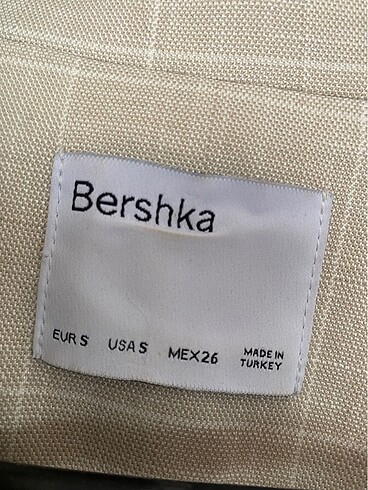 Bershka
EUR S USA S MEX 26 MADE IN
TURKEY